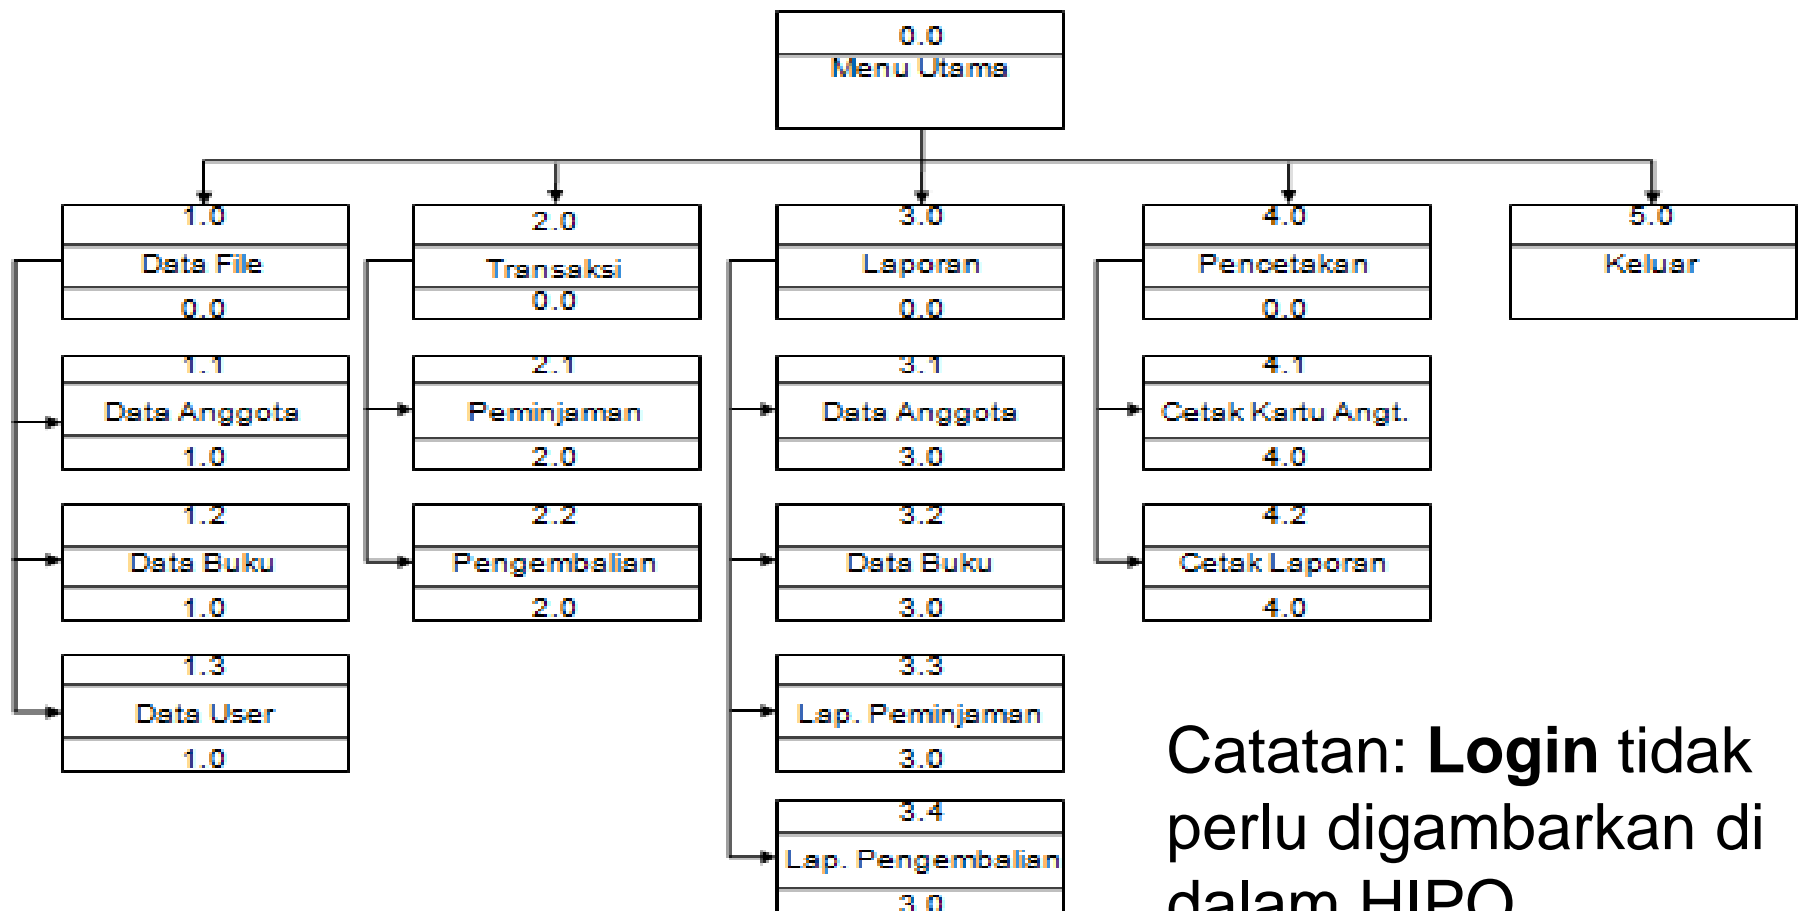 0.0
Menu Utama
1.0
Data File
0.0
2.0
Transaksi
0.0
3.0
Laporan
0.0
4.0
Pencetakan
0.0
5.0
Keluar
1.1
Data Anggota
1.0
2.1
Peminjaman
2.0
3.1
Data Anggota
3.0
4.1
Cetak Kartu Angt.
4.0
1.2
Data Buku
1.0
2.2
Pengembalian
2.0
3.2
Data Buku
3.0
4.2
Cetak Laporan
4.0
1.3
Data User
1.0
3.3
Lap. Peminjaman
3.0
3.4
Lap. Pengembalian
3.0
Catatan: Login tidak
perlu digambarkan di
dalam HIPO